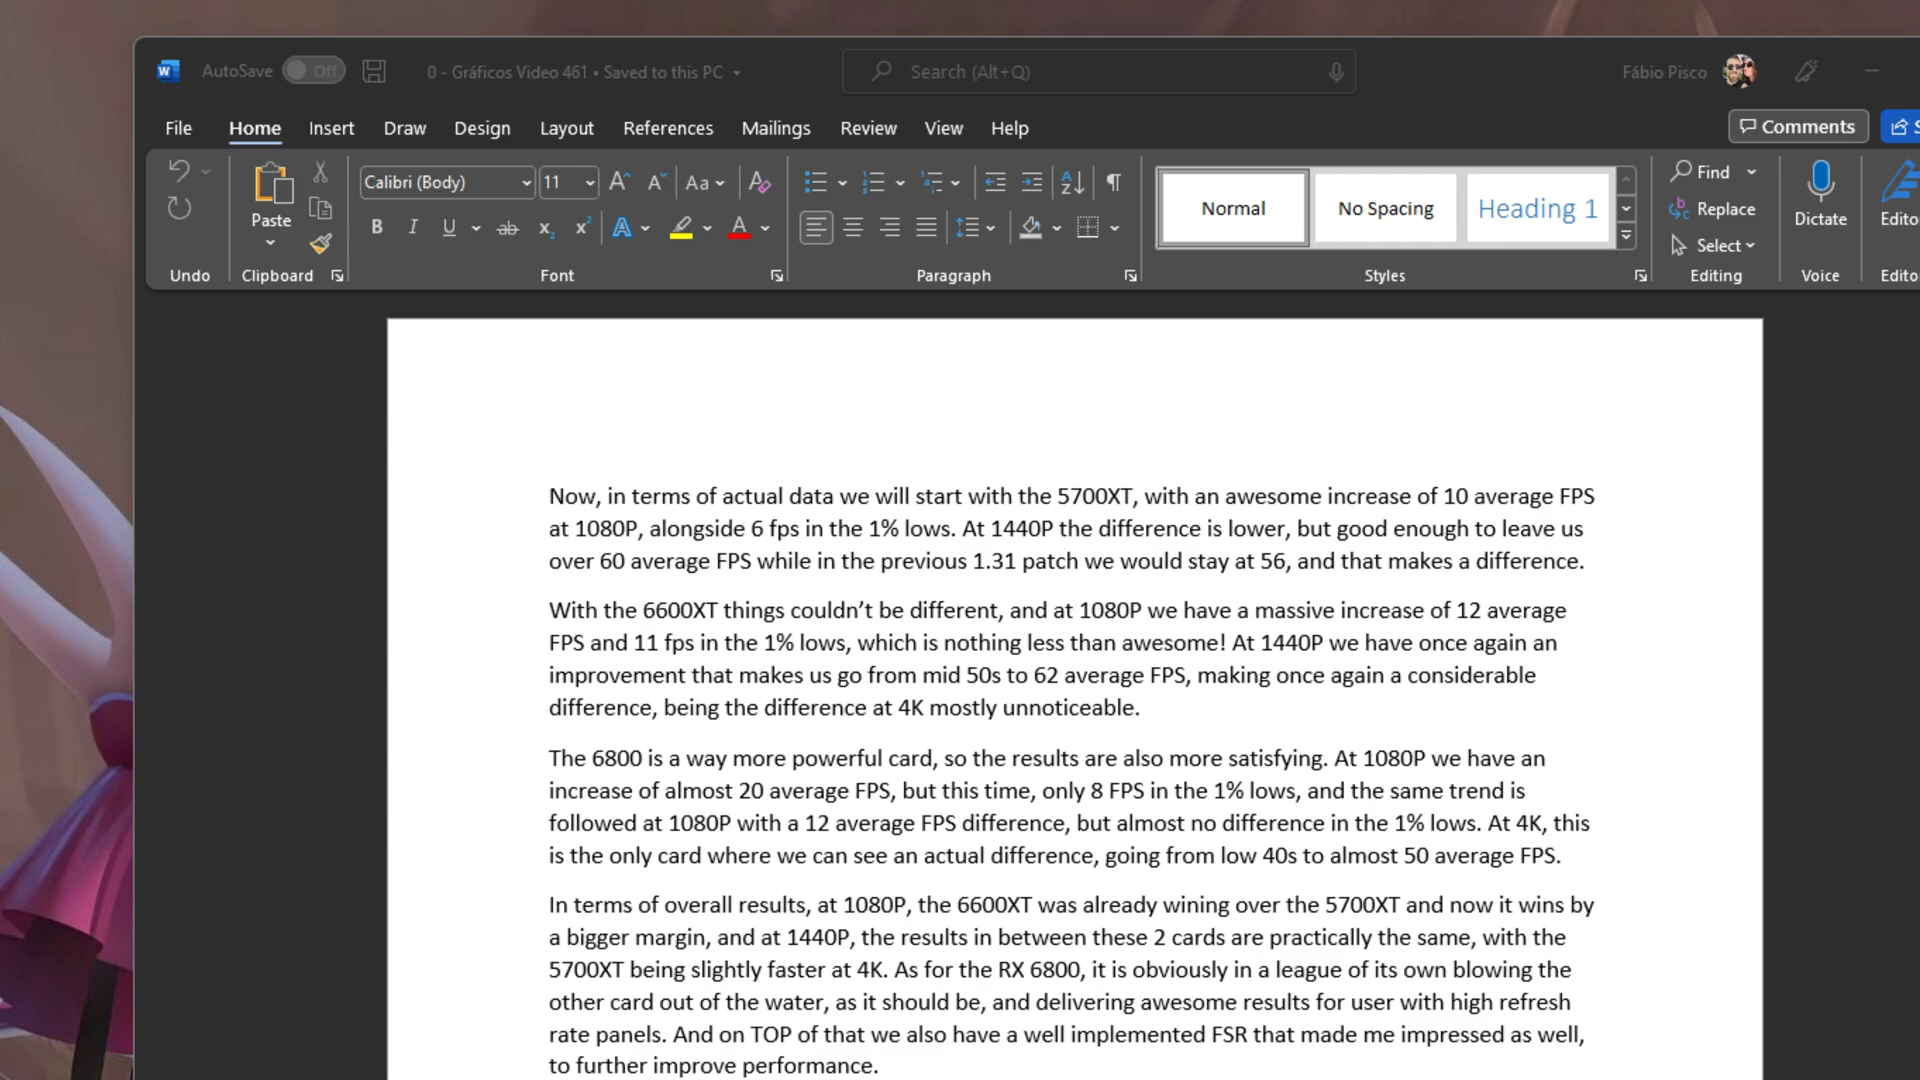 AutoSave Off 0 - Gráficos Video 461 • Saved to this PC Search (Alt+Q) Fábio Pisco
File Home Insert Draw Design Layout References Mailings Review View Help Comments
Calibri (Body) 11 Aa Normal No Spacing Heading 1 Find
Paste Replace Dictate
B I U ab x₂ x² A A Select
Undo Clipboard Font Paragraph Styles Editing Voice
Now, in terms of actual data we will start with the 5700XT, with an awesome increase of 10 average FPS
at 1080P, alongside 6 fps in the 1% lows. At 1440P the difference is lower, but good enough to leave us
over 60 average FPS while in the previous 1.31 patch we would stay at 56, and that makes a difference.
With the 6600XT things couldn’t be different, and at 1080P we have a massive increase of 12 average
FPS and 11 fps in the 1% lows, which is nothing less than awesome! At 1440P we have once again an
improvement that makes us go from mid 50s to 62 average FPS, making once again a considerable
difference, being the difference at 4K mostly unnoticeable.
The 6800 is a way more powerful card, so the results are also more satisfying. At 1080P we have an
increase of almost 20 average FPS, but this time, only 8 FPS in the 1% lows, and the same trend is
followed at 1080P with a 12 average FPS difference, but almost no difference in the 1% lows. At 4K, this
is the only card where we can see an actual difference, going from low 40s to almost 50 average FPS.
In terms of overall results, at 1080P, the 6600XT was already wining over the 5700XT and now it wins by
a bigger margin, and at 1440P, the results in between these 2 cards are practically the same, with the
5700XT being slightly faster at 4K. As for the RX 6800, it is obviously in a league of its own blowing the
other card out of the water, as it should be, and delivering awesome results for user with high refresh
rate panels. And on TOP of that we also have a well implemented FSR that made me impressed as well,
to further improve performance.